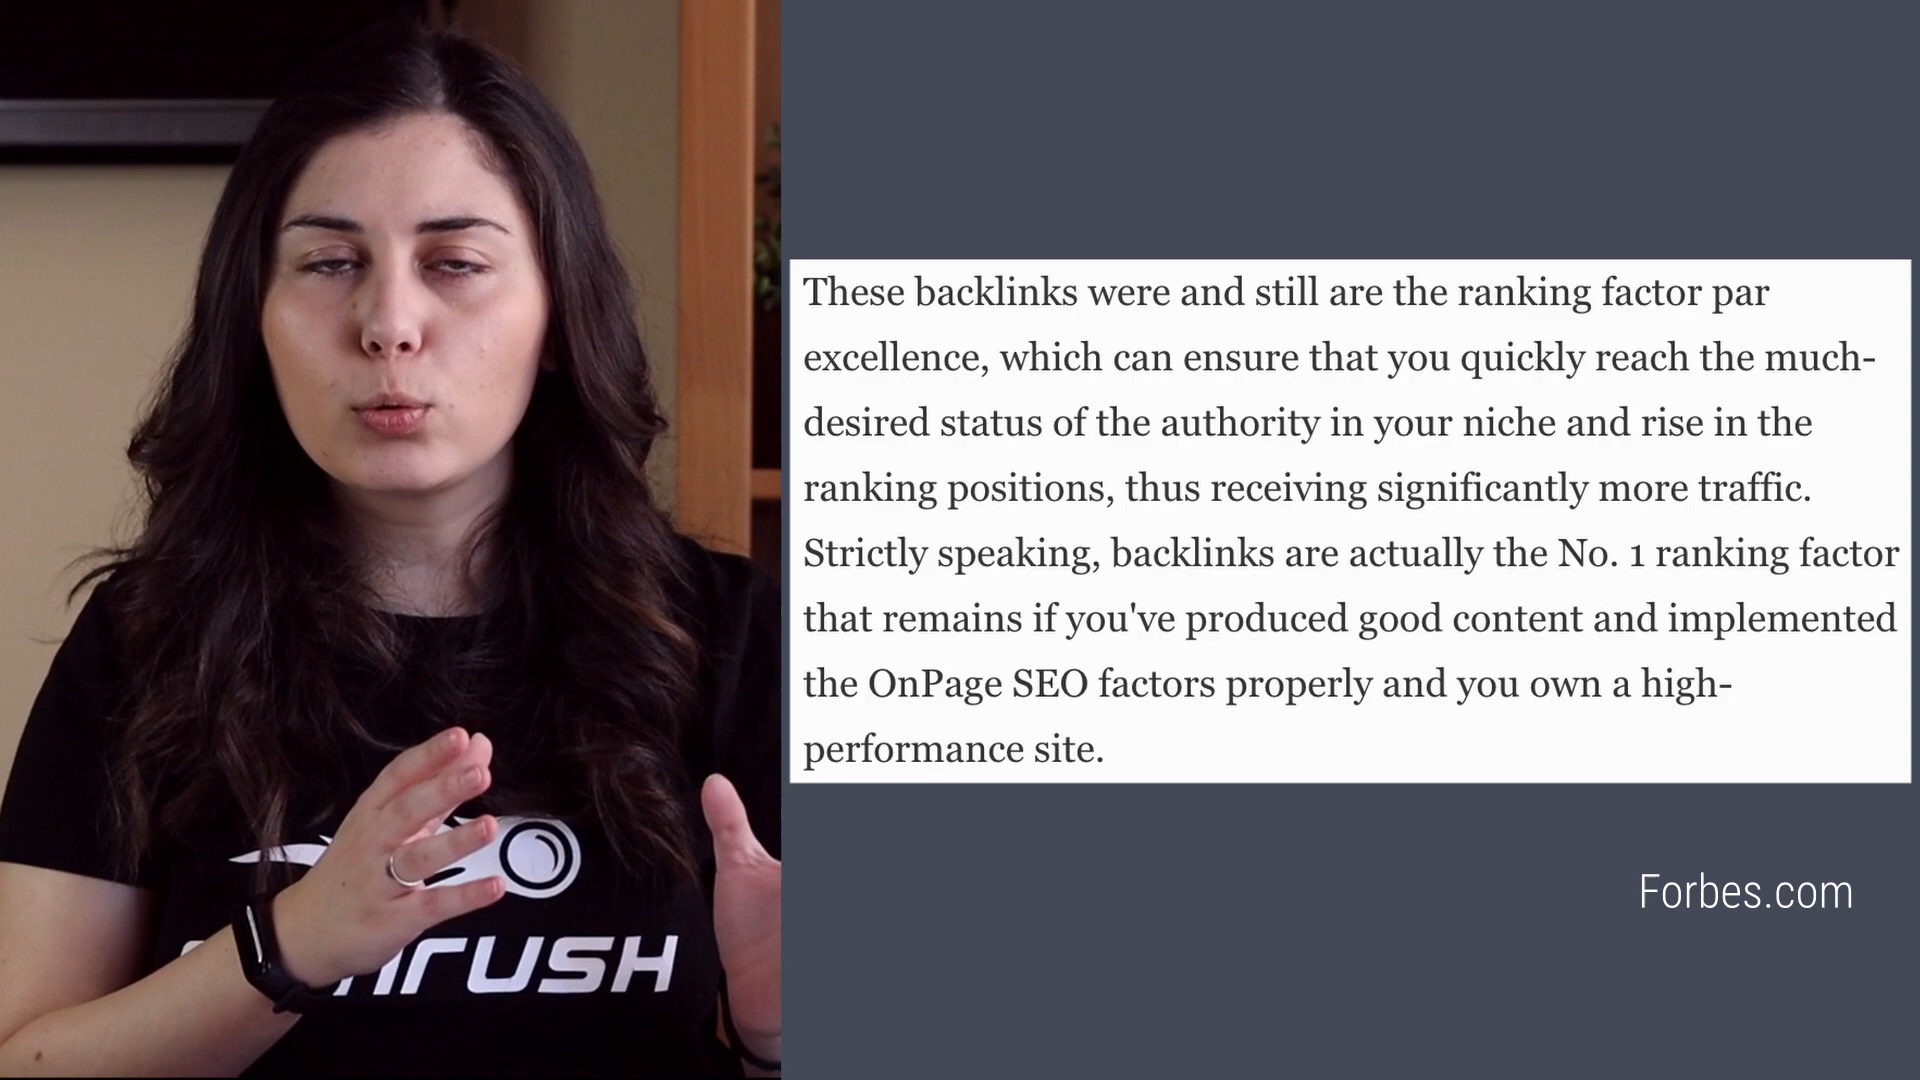 These backlinks were and still are the ranking factor par
excellence, which can ensure that you quickly reach the much-
desired status of the authority in your niche and rise in the
ranking positions, thus receiving significantly more traffic.
Strictly speaking, backlinks are actually the No. 1 ranking factor
that remains if you've produced good content and implemented
the OnPage SEO factors properly and you own a high-
performance site.
Forbes.com